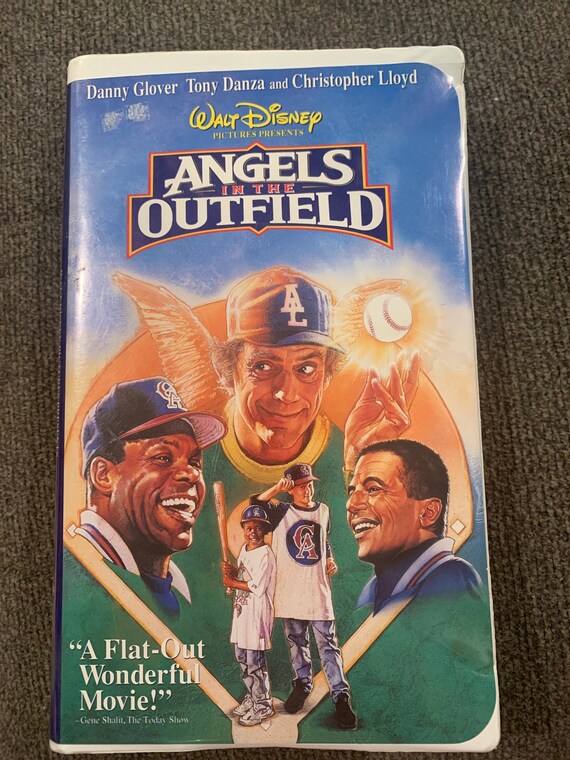 Danny Glover Tony Danza and Christopher Lloyd
Walt Disney
PICTURES PRESENTS
ANGELS
IN THE
OUTFIELD
AL
CA
CA
"A Flat-Out
Wonderful
Movie!"
–Gene Shalit, The Today Show